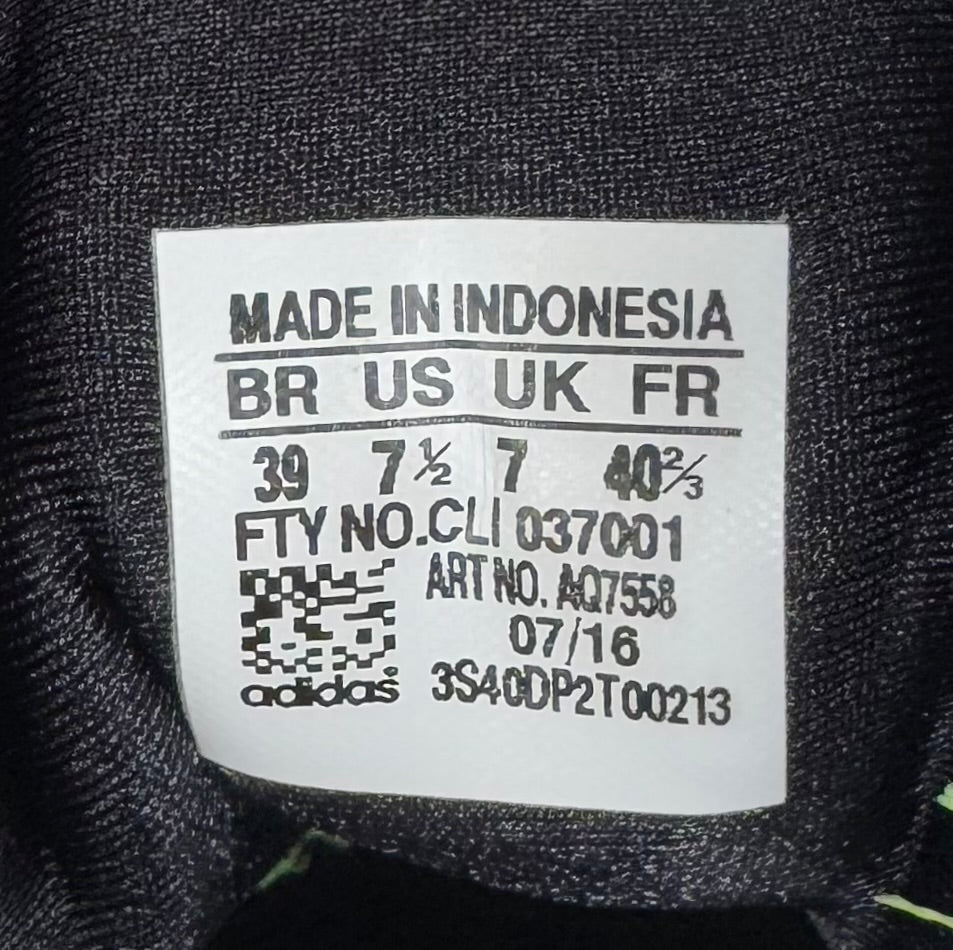 MADE IN INDONESIA
BR US UK FR
39 7½ 7 40⅔
FTY NO.CLI 037001
ART NO. AQ7558
07/16
adidas 3S40DP2T00213